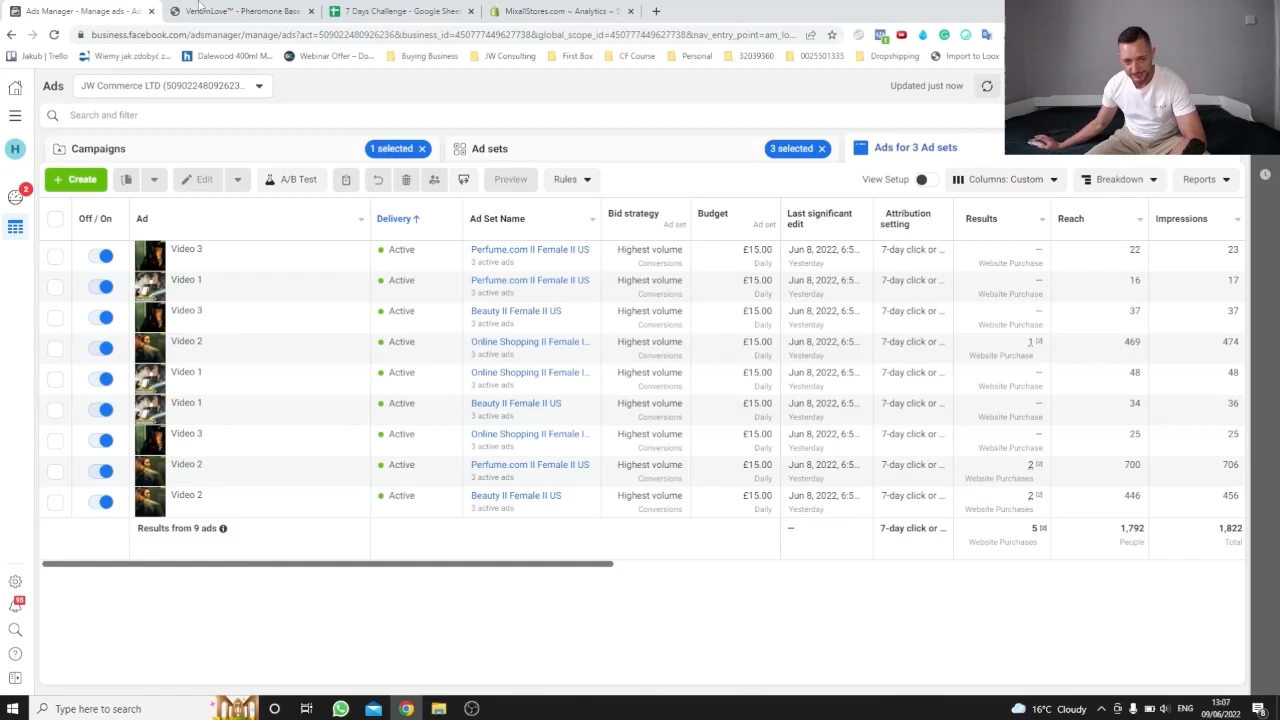 Ads Manager - Manage ads - Ad
VenomLove™ - Pheromone Base
7 Days Challenge - Google Sheet
MixallStores.com ~ Analytics ~ S
business.facebook.com/adsmanager/manage/ads?act=509022480926236&business_id=450777449627738&global_scope_id=450777449627738&nav_entry_point=am_lo...
Jakub | Trello
Wiemy jak zdobyć z...
Dalewood 400ml M...
Webinar Offer – Do...
Buying Business
JW Consulting
First Box
CF Course
Personal
32039360
0025501335
Dropshipping
Import to Loox
Ads
JW Commerce LTD (50902248092623...
Updated just now
Search and filter
Campaigns
1 selected
Ad sets
3 selected
Ads for 3 Ad sets
H
2
+ Create
Edit
A/B Test
Preview
Rules
View Setup
Columns: Custom
Breakdown
Reports
Off / On
Ad
Delivery ↑
Ad Set Name
Bid strategy
Ad set
Budget
Ad set
Last significant edit
Attribution setting
Results
Reach
Impressions
Video 3 Active Perfume.com II Female II US Highest volume £15.00 Jun 8, 2022, 6:5... 7-day click or ... — 22 23
3 active ads Conversions Daily Yesterday Website Purchase
Video 1 Active Perfume.com II Female II US Highest volume £15.00 Jun 8, 2022, 6:5... 7-day click or ... — 16 17
3 active ads Conversions Daily Yesterday Website Purchase
Video 3 Active Beauty II Female II US Highest volume £15.00 Jun 8, 2022, 6:5... 7-day click or ... — 37 37
3 active ads Conversions Daily Yesterday Website Purchase
Video 2 Active Online Shopping II Female I... Highest volume £15.00 Jun 8, 2022, 6:5... 7-day click or ... 1 [2] 469 474
3 active ads Conversions Daily Yesterday Website Purchase
Video 1 Active Online Shopping II Female I... Highest volume £15.00 Jun 8, 2022, 6:5... 7-day click or ... — 48 48
3 active ads Conversions Daily Yesterday Website Purchase
Video 1 Active Beauty II Female II US Highest volume £15.00 Jun 8, 2022, 6:5... 7-day click or ... — 34 36
3 active ads Conversions Daily Yesterday Website Purchase
Video 3 Active Online Shopping II Female I... Highest volume £15.00 Jun 8, 2022, 6:5... 7-day click or ... — 25 25
3 active ads Conversions Daily Yesterday Website Purchase
Video 2 Active Perfume.com II Female II US Highest volume £15.00 Jun 8, 2022, 6:5... 7-day click or ... 2 [2] 700 706
3 active ads Conversions Daily Yesterday Website Purchases
Video 2 Active Beauty II Female II US Highest volume £15.00 Jun 8, 2022, 6:5... 7-day click or ... 2 [2] 446 456
3 active ads Conversions Daily Yesterday Website Purchases
Results from 9 ads — 7-day click or ... 5 [2] 1,792 1,822
Website Purchases People Total
Type here to search
16°C Cloudy
ENG
13:07
09/06/2022